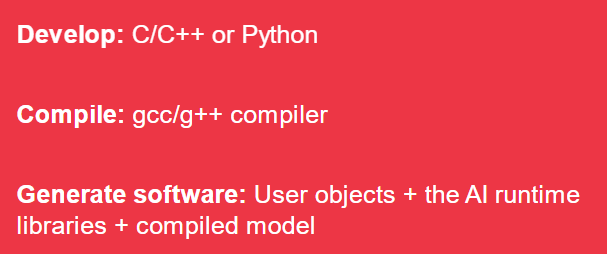 Develop: C/C++ or Python
Compile: gcc/g++ compiler
Generate software: User objects + the AI runtime
libraries + compiled model